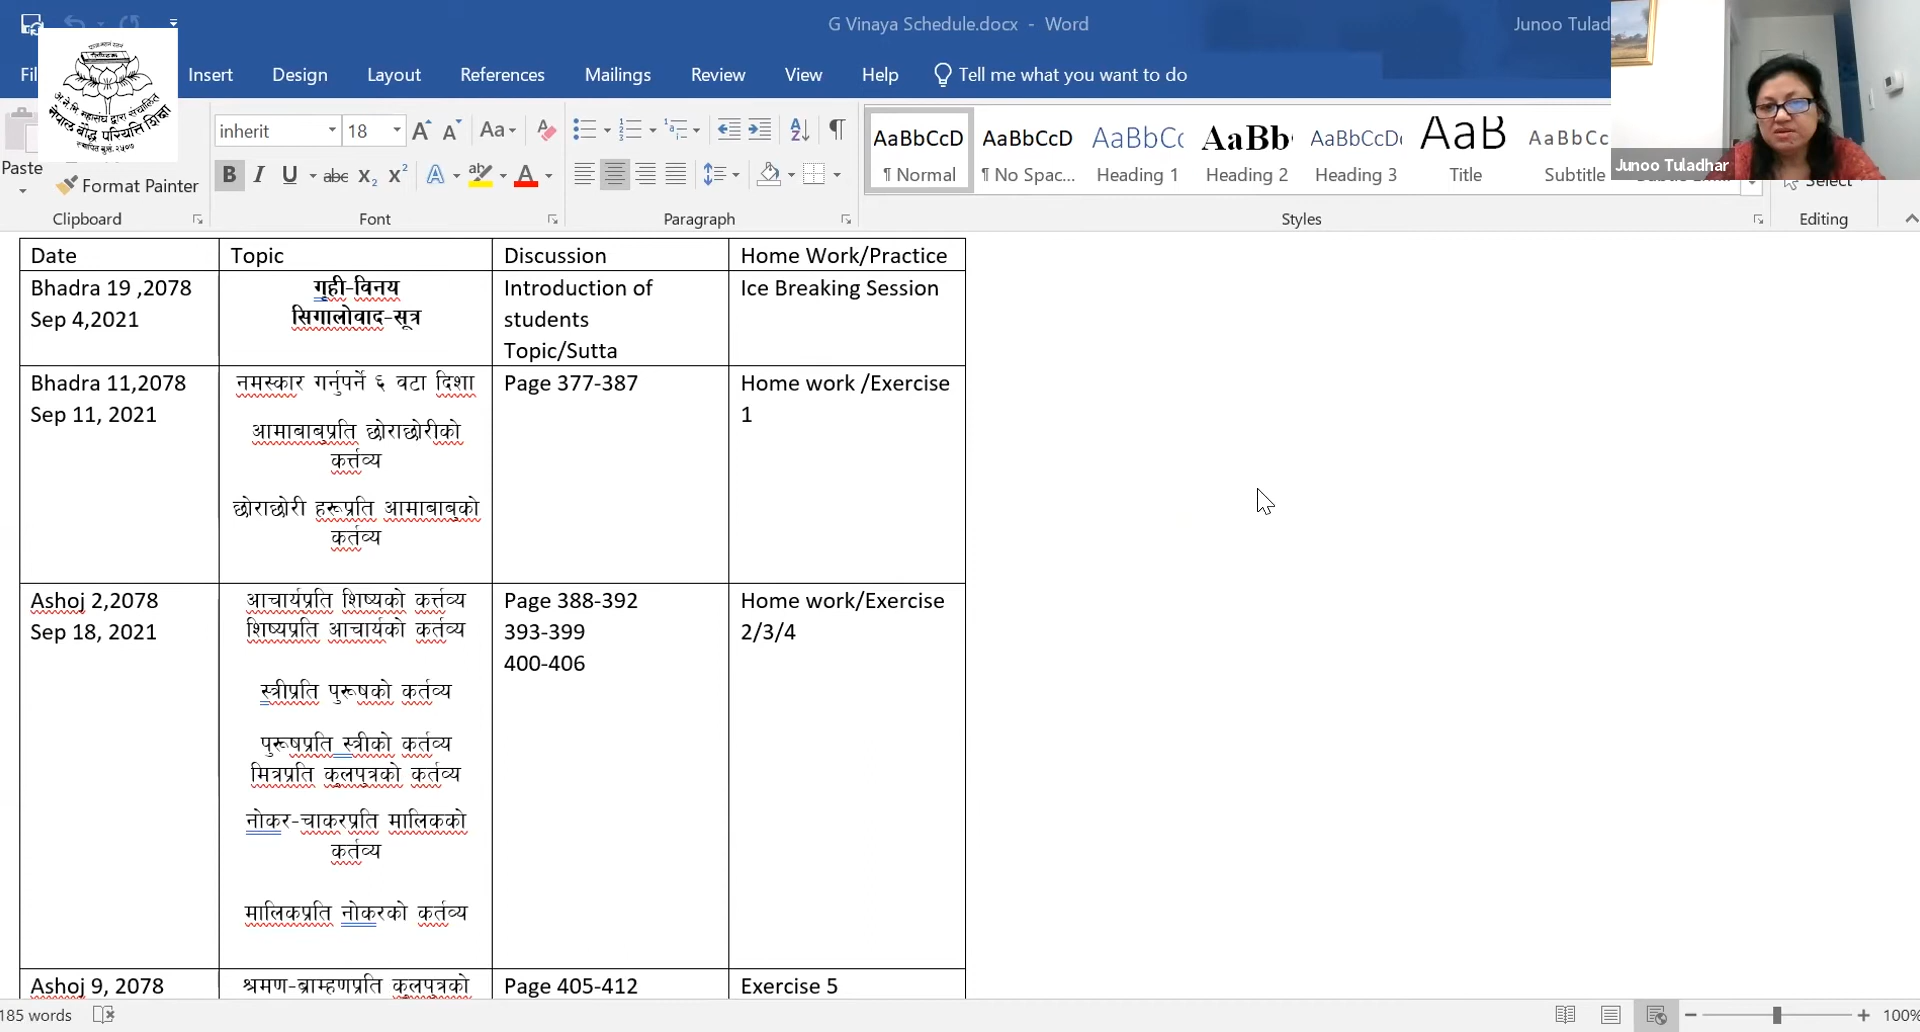 G Vinaya Schedule.docx - Word
Junoo Tulad
Insert
Design
Layout
References
Mailings
Review
View
Help
Tell me what you want to do
अ.ने.भि. महासंघ द्वारा संचालित
नेपाल बौद्ध परियत्ति शिक्षा
स्थापित बु.सं. २५०७
Paste
Format Painter
Clipboard
inherit
18
Font
Paragraph
AaBbCcD
¶ Normal
AaBbCcD
¶ No Spac...
AaBbCc
Heading 1
AaBb
Heading 2
AaBbCcD
Heading 3
AaB
Title
AaBbCcD
Subtitle
Styles
Select
Editing
Junoo Tuladhar
Date Topic Discussion Home Work/Practice
Bhadra 19 ,2078
Sep 4,2021
गृही-विनय
सिगालोवाद-सूत्र
Introduction of
students
Topic/Sutta
Ice Breaking Session
Bhadra 11,2078
Sep 11, 2021
नमस्कार गर्नुपर्ने ६ वटा दिशा
आमाबाबुप्रति छोराछोरीको
कर्त्तव्य
छोराछोरी हरूप्रति आमाबाबुको
कर्तव्य
Page 377-387
Home work /Exercise
1
Ashoj 2,2078
Sep 18, 2021
आचार्यप्रति शिष्यको कर्त्तव्य
शिष्यप्रति आचार्यको कर्तव्य
स्त्रीप्रति पुरूषको कर्तव्य
पुरूषप्रति स्त्रीको कर्तव्य
मित्रप्रति कुलपुत्रको कर्तव्य
नोकर-चाकरप्रति मालिकको
कर्तव्य
मालिकप्रति नोकरको कर्तव्य
Page 388-392
393-399
400-406
Home work/Exercise
2/3/4
Ashoj 9, 2078
श्रमण-ब्राम्हणप्रति कुलपुत्रको
Page 405-412
Exercise 5
185 words
100%